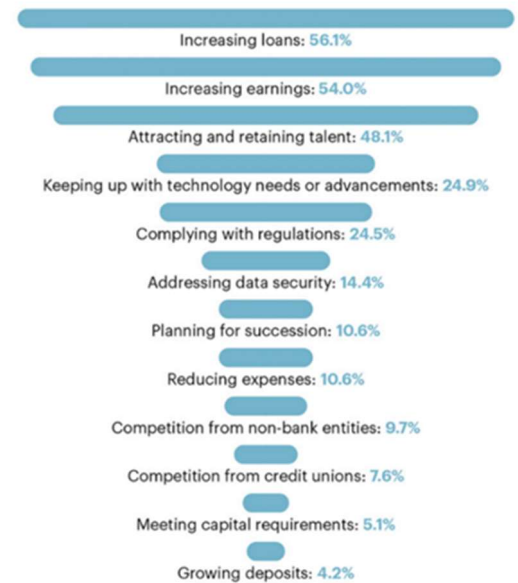 Increasing loans: 56.1%
Increasing earnings: 54.0%
Attracting and retaining talent: 48.1%
Keeping up with technology needs or advancements: 24.9%
Complying with regulations: 24.5%
Addressing data security: 14.4%
Planning for succession: 10.6%
Reducing expenses: 10.6%
Competition from non-bank entities: 9.7%
Competition from credit unions: 7.6%
Meeting capital requirements: 5.1%
Growing deposits: 4.2%